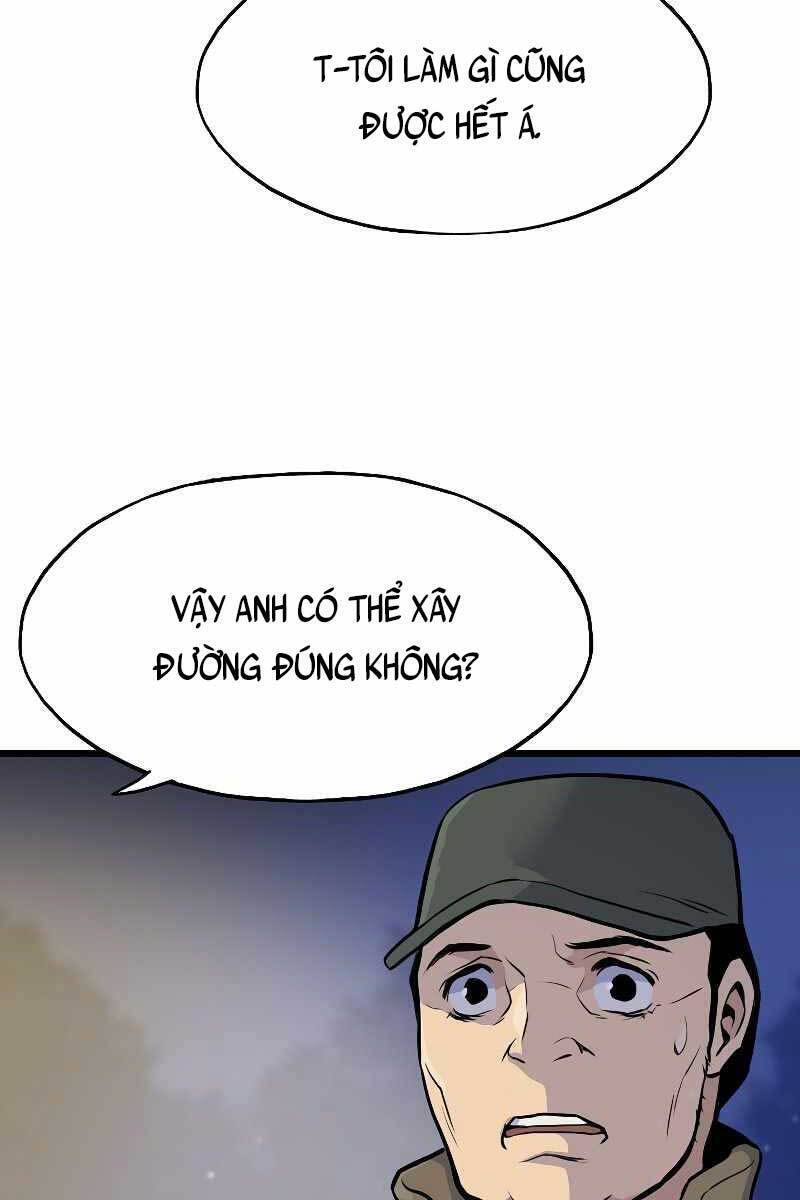 T-TÔI LÀM GÌ CŨNG
ĐƯỢC HẾT Á.
VẬY ANH CÓ THỂ XÂY
ĐƯỜNG ĐÚNG KHÔNG?